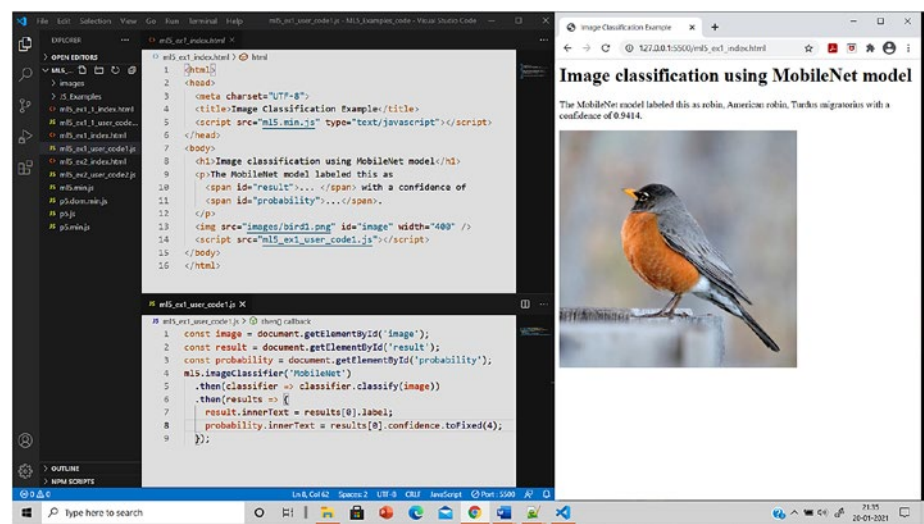 File Edit Selection View Go Run Terminal Help
ml5_ex1_user_code1.js - ML5_Examples_code - Visual Studio Code
EXPLORER
OPEN EDITORS
images
ml5_ex1_1_index.html
ml5_ex1_1_user_code...
ml5_ex1_index.html
ml5_ex1_user_code1.js
ml5_ex2_index.html
ml5_ex2_user_code2.js
ml5.min.js
p5.dom.min.js
p5.js
p5.min.js
OUTLINE
NPM SCRIPTS
ml5_ex1_index.html
ml5_ex1_index.html > html
1 <html>
2 <head>
3 <meta charset="UTF-8">
4 <title>Image Classification Example</title>
5 <script src="ml5.min.js" type="text/javascript"></script>
6 </head>
7 <body>
8 <h1>Image classification using MobileNet model</h1>
9 <p>The MobileNet model labeled this as
10 <span id="result">... </span> with a confidence of
11 <span id="probability">...</span>.
12 </p>
13 <img src="images/bird1.png" id="image" width="400" />
14 <script src="ml5_ex1_user_code1.js"></script>
15 </body>
16 </html>
JS ml5_ex1_user_code1.js X
JS ml5_ex1_user_code1.js > then() callback
1 const image = document.getElementById('image');
2 const result = document.getElementById('result');
3 const probability = document.getElementById('probability');
4 ml5.imageClassifier('MobileNet')
5 .then(classifier => classifier.classify(image))
6 .then(results => {
7 result.innerText = results[0].label;
8 probability.innerText = results[0].confidence.toFixed(4);
9 });
0 0 Ln 8, Col 62 Spaces: 2 UTF-8 CRLF JavaScript Port : 5500
Image Classification Example
127.0.0.1:5500/ml5_ex1_index.html
Image classification using MobileNet model
The MobileNet model labeled this as robin, American robin, Turdus migratorius with a
confidence of 0.9414.
Type here to search
20-01-2021